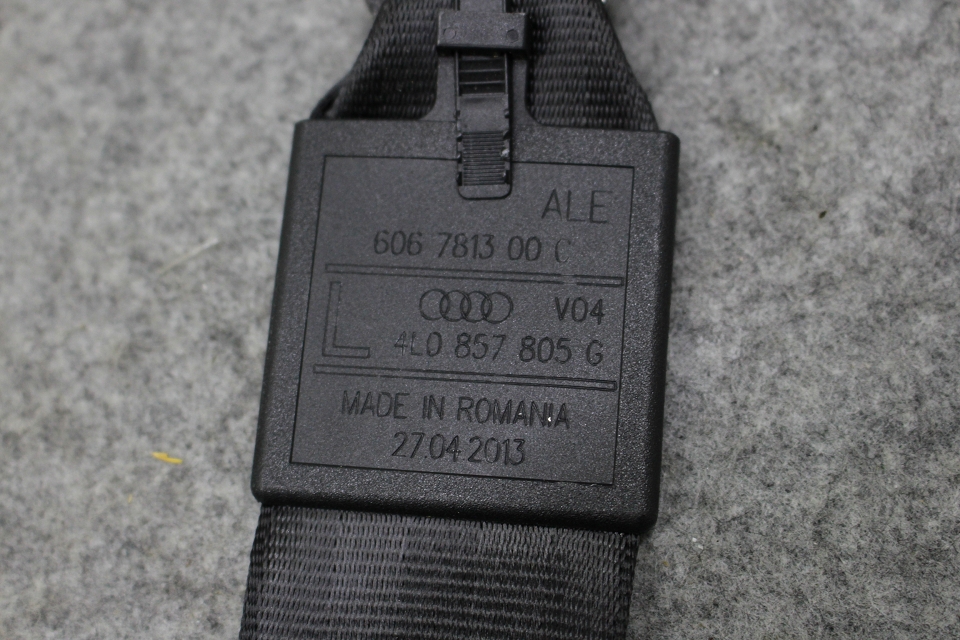 ALE
606 7813 00 C
V04
L
4L0 857 805 G
MADE IN ROMANIA
27.04.2013